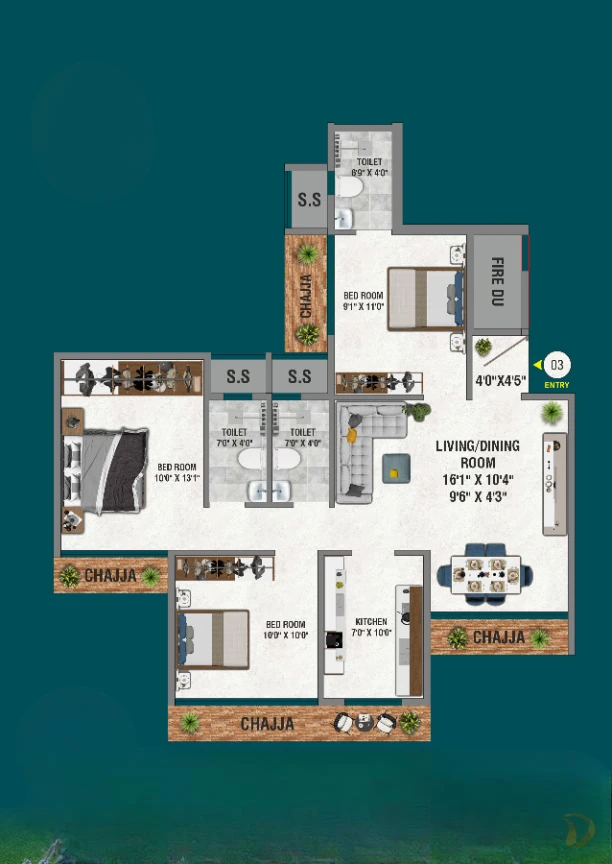 TOILET
6'9" X 4'0"
S.S
CHAJJA
BED ROOM
9'1" X 11'0"
FIRE DU
03
ENTRY
4'0"X4'5"
S.S
S.S
TOILET
7'0" X 4'0"
TOILET
7'0" X 4'0"
BED ROOM
10'0" X 13'1"
LIVING/DINING
ROOM
16'1" X 10'4"
9'6" X 4'3"
CHAJJA
BED ROOM
10'0" X 10'0"
KITCHEN
7'0" X 10'0"
CHAJJA
CHAJJA